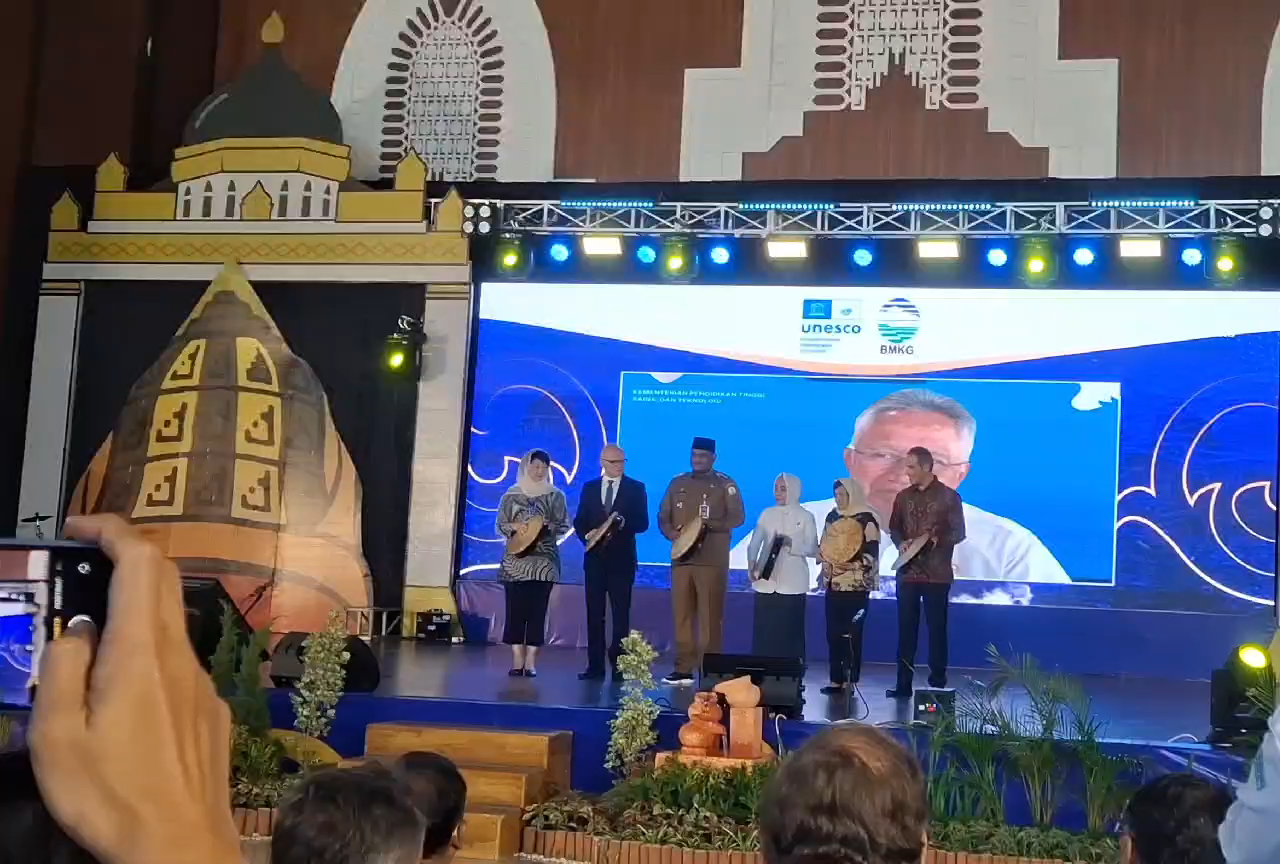 unesco
BMKG
KEMENTERIAN PENDIDIKAN TINGGI,
SAINS, DAN TEKNOLOGI